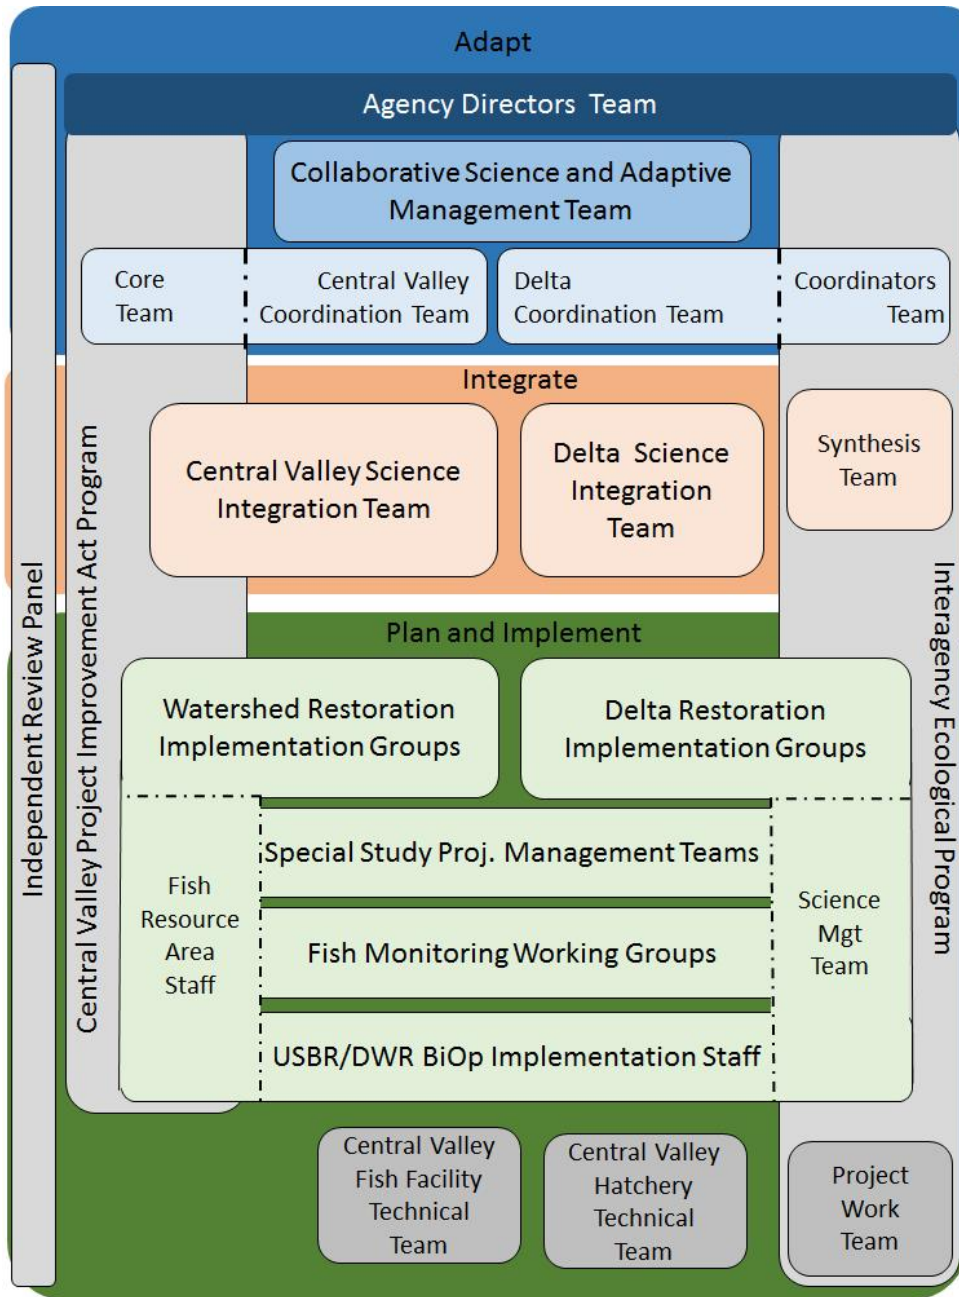 Adapt
Agency Directors Team
Collaborative Science and Adaptive
Management Team
Core
Team
Central Valley
Coordination Team
Delta
Coordination Team
Coordinators
Team
Integrate
Central Valley Science
Integration Team
Delta Science
Integration
Team
Synthesis
Team
Independent Review Panel
Central Valley Project Improvement Act Program
Interagency Ecological Program
Plan and Implement
Watershed Restoration
Implementation Groups
Delta Restoration
Implementation Groups
Special Study Proj. Management Teams
Fish
Resource
Area
Staff
Fish Monitoring Working Groups
Science
Mgt
Team
USBR/DWR BiOp Implementation Staff
Central Valley
Fish Facility
Technical
Team
Central Valley
Hatchery
Technical
Team
Project
Work
Team